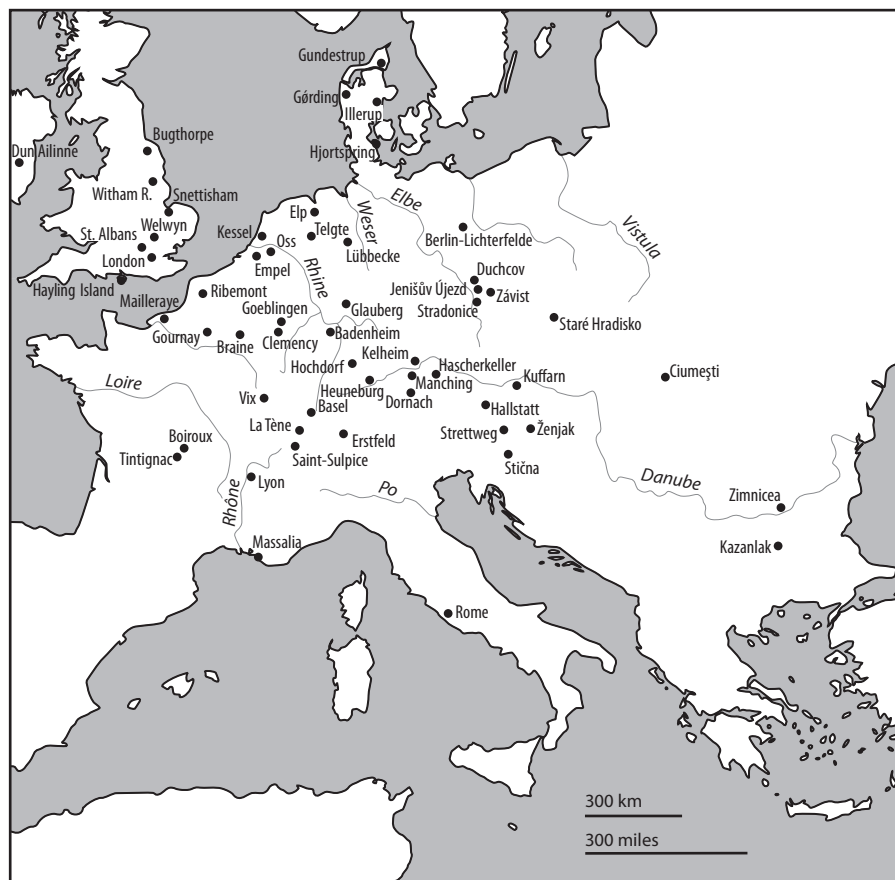 Gundestrup
Gørding
Illerup
Bugthorpe
Hjortspring
Dun Ailinne
Witham R.
Snettisham
Elbe
Elp
Weser
Vistula
Welwyn
Kessel
Oss
Telgte
St. Albans
Berlin-Lichterfelde
Lübbecke
London
Empel
Rhine
Duchcov
Hayling Island
Jenišův Újezd
Závist
Mailleraye
Ribemont
Stradonice
Goeblingen
Glauberg
Staré Hradisko
Gournay
Clemency
Badenheim
Braine
Kelheim
Hochdorf
Hascherkeller
Ciumeşti
Loire
Manching
Kuffarn
Heuneburg
Vix
Dornach
Basel
Hallstatt
La Tène
Strettweg
Ženjak
Boiroux
Erstfeld
Tintignac
Saint-Sulpice
Stična
Lyon
Danube
Po
Rhône
Zimnicea
Massalia
Kazanlak
Rome
300 km
300 miles